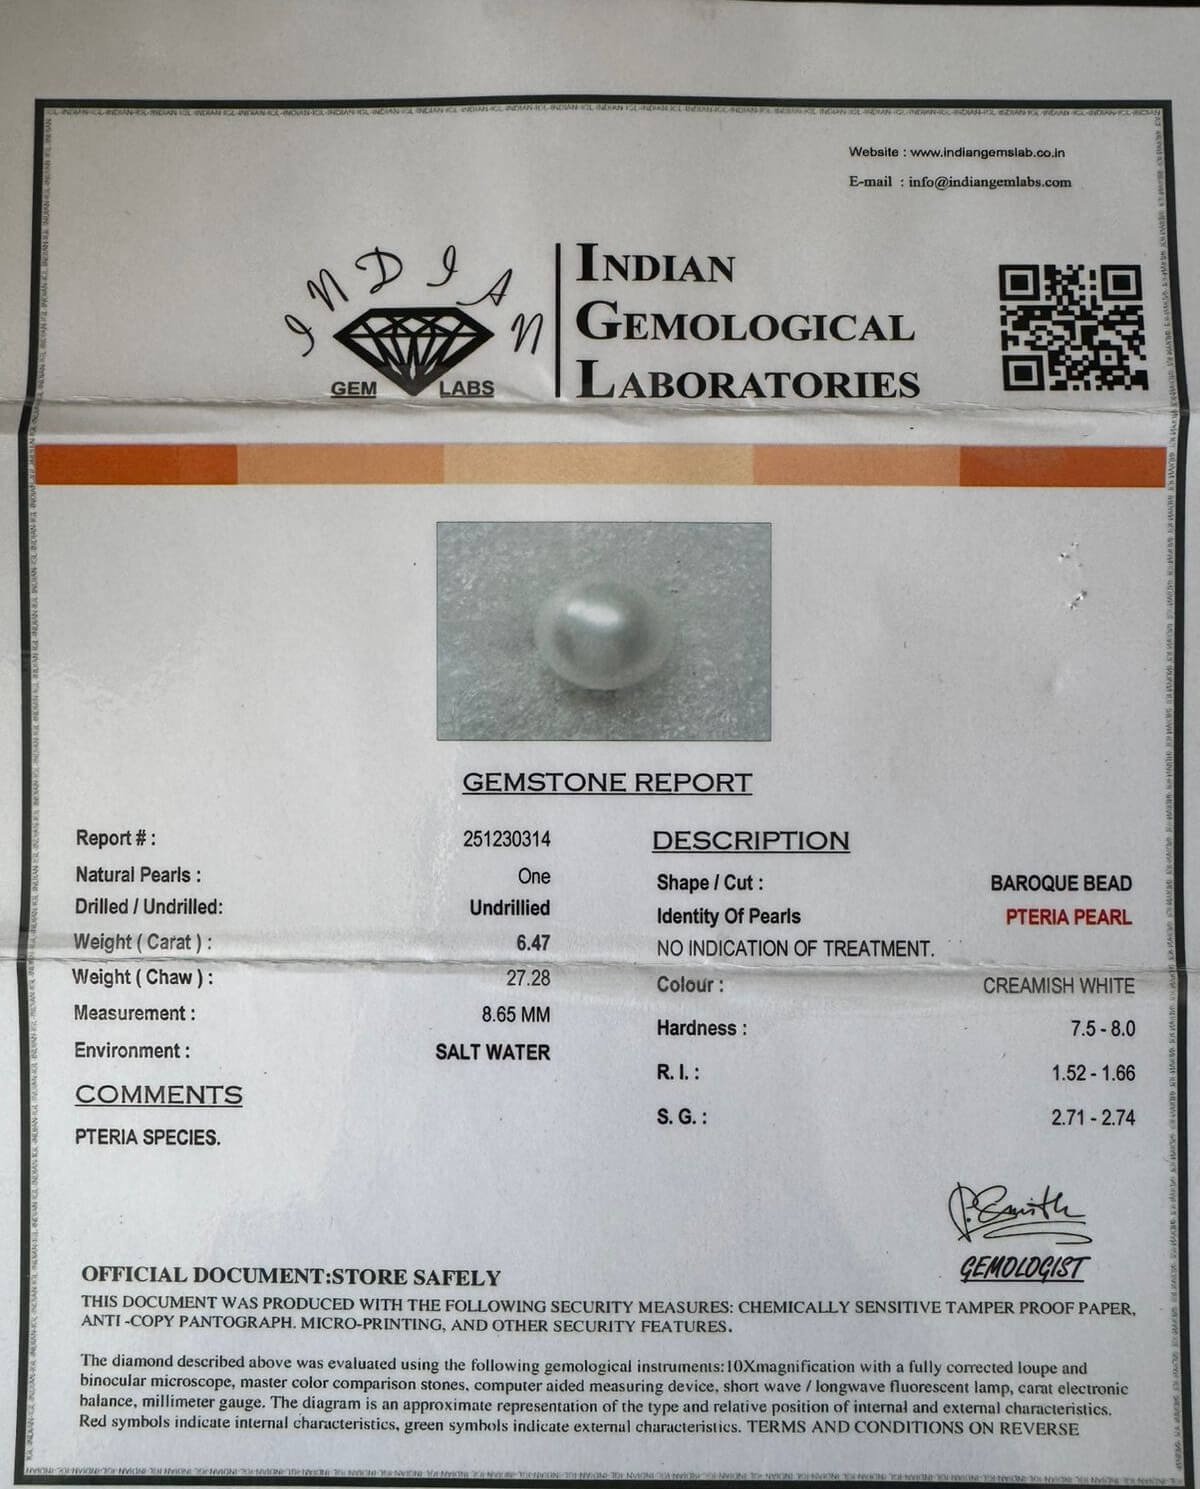 Website : www.indiangemslab.co.in
E-mail : info@indiangemlabs.com
INDIAN
GEM LABS
INDIAN
GEMOLOGICAL
LABORATORIES
GEMSTONE REPORT
Report # : 251230314
Natural Pearls : One
Drilled / Undrilled: Undrillied
Weight ( Carat ) : 6.47
Weight ( Chaw ) : 27.28
Measurement : 8.65 MM
Environment : SALT WATER
COMMENTS
PTERIA SPECIES.
DESCRIPTION
Shape / Cut : BAROQUE BEAD
Identity Of Pearls PTERIA PEARL
NO INDICATION OF TREATMENT.
Colour : CREAMISH WHITE
Hardness : 7.5 - 8.0
R. I. : 1.52 - 1.66
S. G. : 2.71 - 2.74
P. Smith
GEMOLOGIST
OFFICIAL DOCUMENT:STORE SAFELY
THIS DOCUMENT WAS PRODUCED WITH THE FOLLOWING SECURITY MEASURES: CHEMICALLY SENSITIVE TAMPER PROOF PAPER,
ANTI -COPY PANTOGRAPH. MICRO-PRINTING, AND OTHER SECURITY FEATURES.
The diamond described above was evaluated using the following gemological instruments:10Xmagnification with a fully corrected loupe and
binocular microscope, master color comparison stones, computer aided measuring device, short wave / longwave fluorescent lamp, carat electronic
balance, millimeter gauge. The diagram is an approximate representation of the type and relative position of internal and external characteristics.
Red symbols indicate internal characteristics, green symbols indicate external characteristics. TERMS AND CONDITIONS ON REVERSE